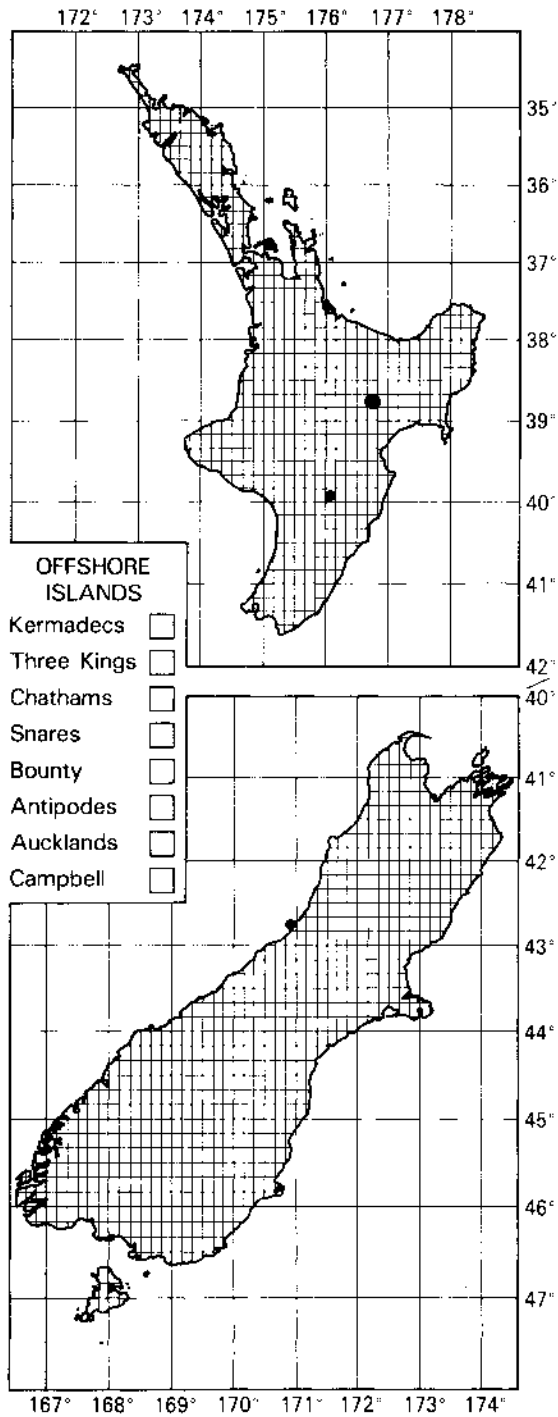 172° 173° 174° 175° 176° 177° 178°
35°
36°
37°
38°
39°
40°
41°
42°
OFFSHORE
ISLANDS
Kermadecs
Three Kings
Chathams
Snares
Bounty
Antipodes
Aucklands
Campbell
40°
41°
42°
43°
44°
45°
46°
47°
167° 168° 169° 170° 171° 172° 173° 174°